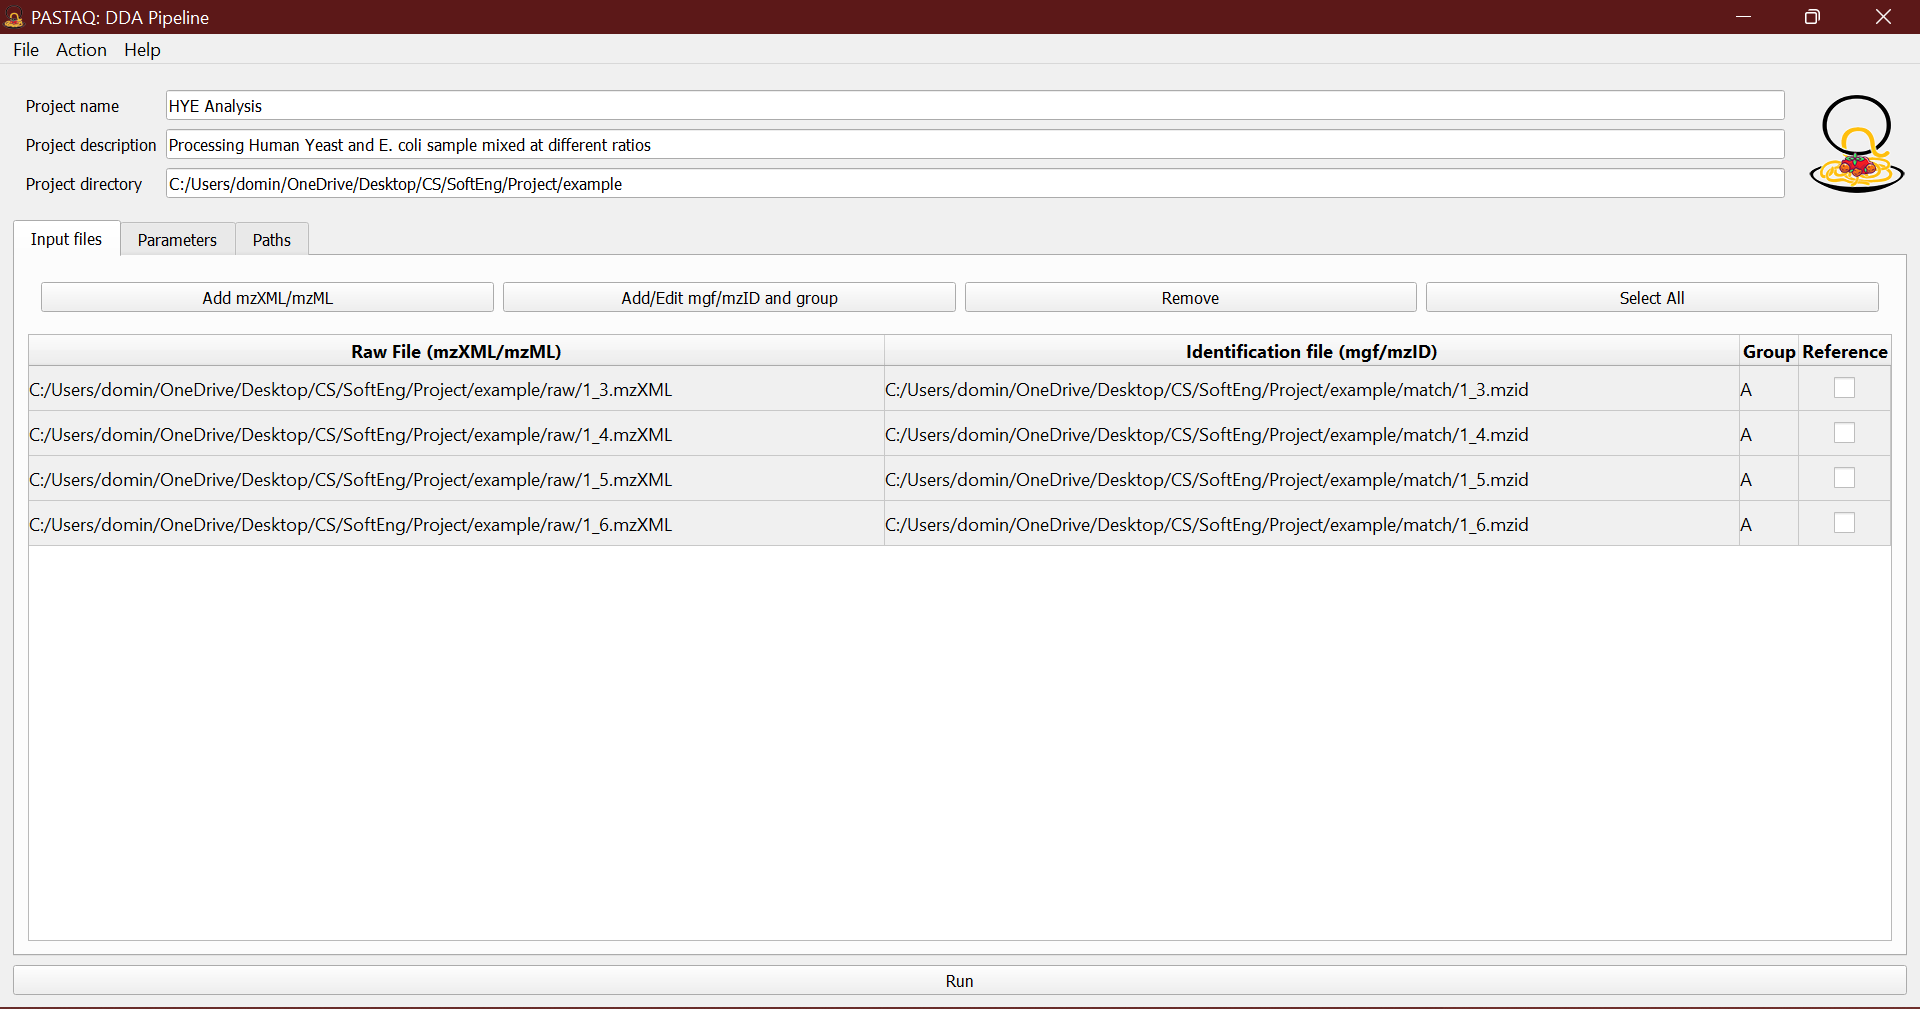 PASTAQ: DDA Pipeline
File Action Help
Project name HYE Analysis
Project description Processing Human Yeast and E. coli sample mixed at different ratios
Project directory C:/Users/domin/OneDrive/Desktop/CS/SoftEng/Project/example
Input files Parameters Paths
Add mzXML/mzML Add/Edit mgf/mzID and group Remove Select All
Raw File (mzXML/mzML) Identification file (mgf/mzID) Group Reference
C:/Users/domin/OneDrive/Desktop/CS/SoftEng/Project/example/raw/1_3.mzXML C:/Users/domin/OneDrive/Desktop/CS/SoftEng/Project/example/match/1_3.mzid A
C:/Users/domin/OneDrive/Desktop/CS/SoftEng/Project/example/raw/1_4.mzXML C:/Users/domin/OneDrive/Desktop/CS/SoftEng/Project/example/match/1_4.mzid A
C:/Users/domin/OneDrive/Desktop/CS/SoftEng/Project/example/raw/1_5.mzXML C:/Users/domin/OneDrive/Desktop/CS/SoftEng/Project/example/match/1_5.mzid A
C:/Users/domin/OneDrive/Desktop/CS/SoftEng/Project/example/raw/1_6.mzXML C:/Users/domin/OneDrive/Desktop/CS/SoftEng/Project/example/match/1_6.mzid A
Run